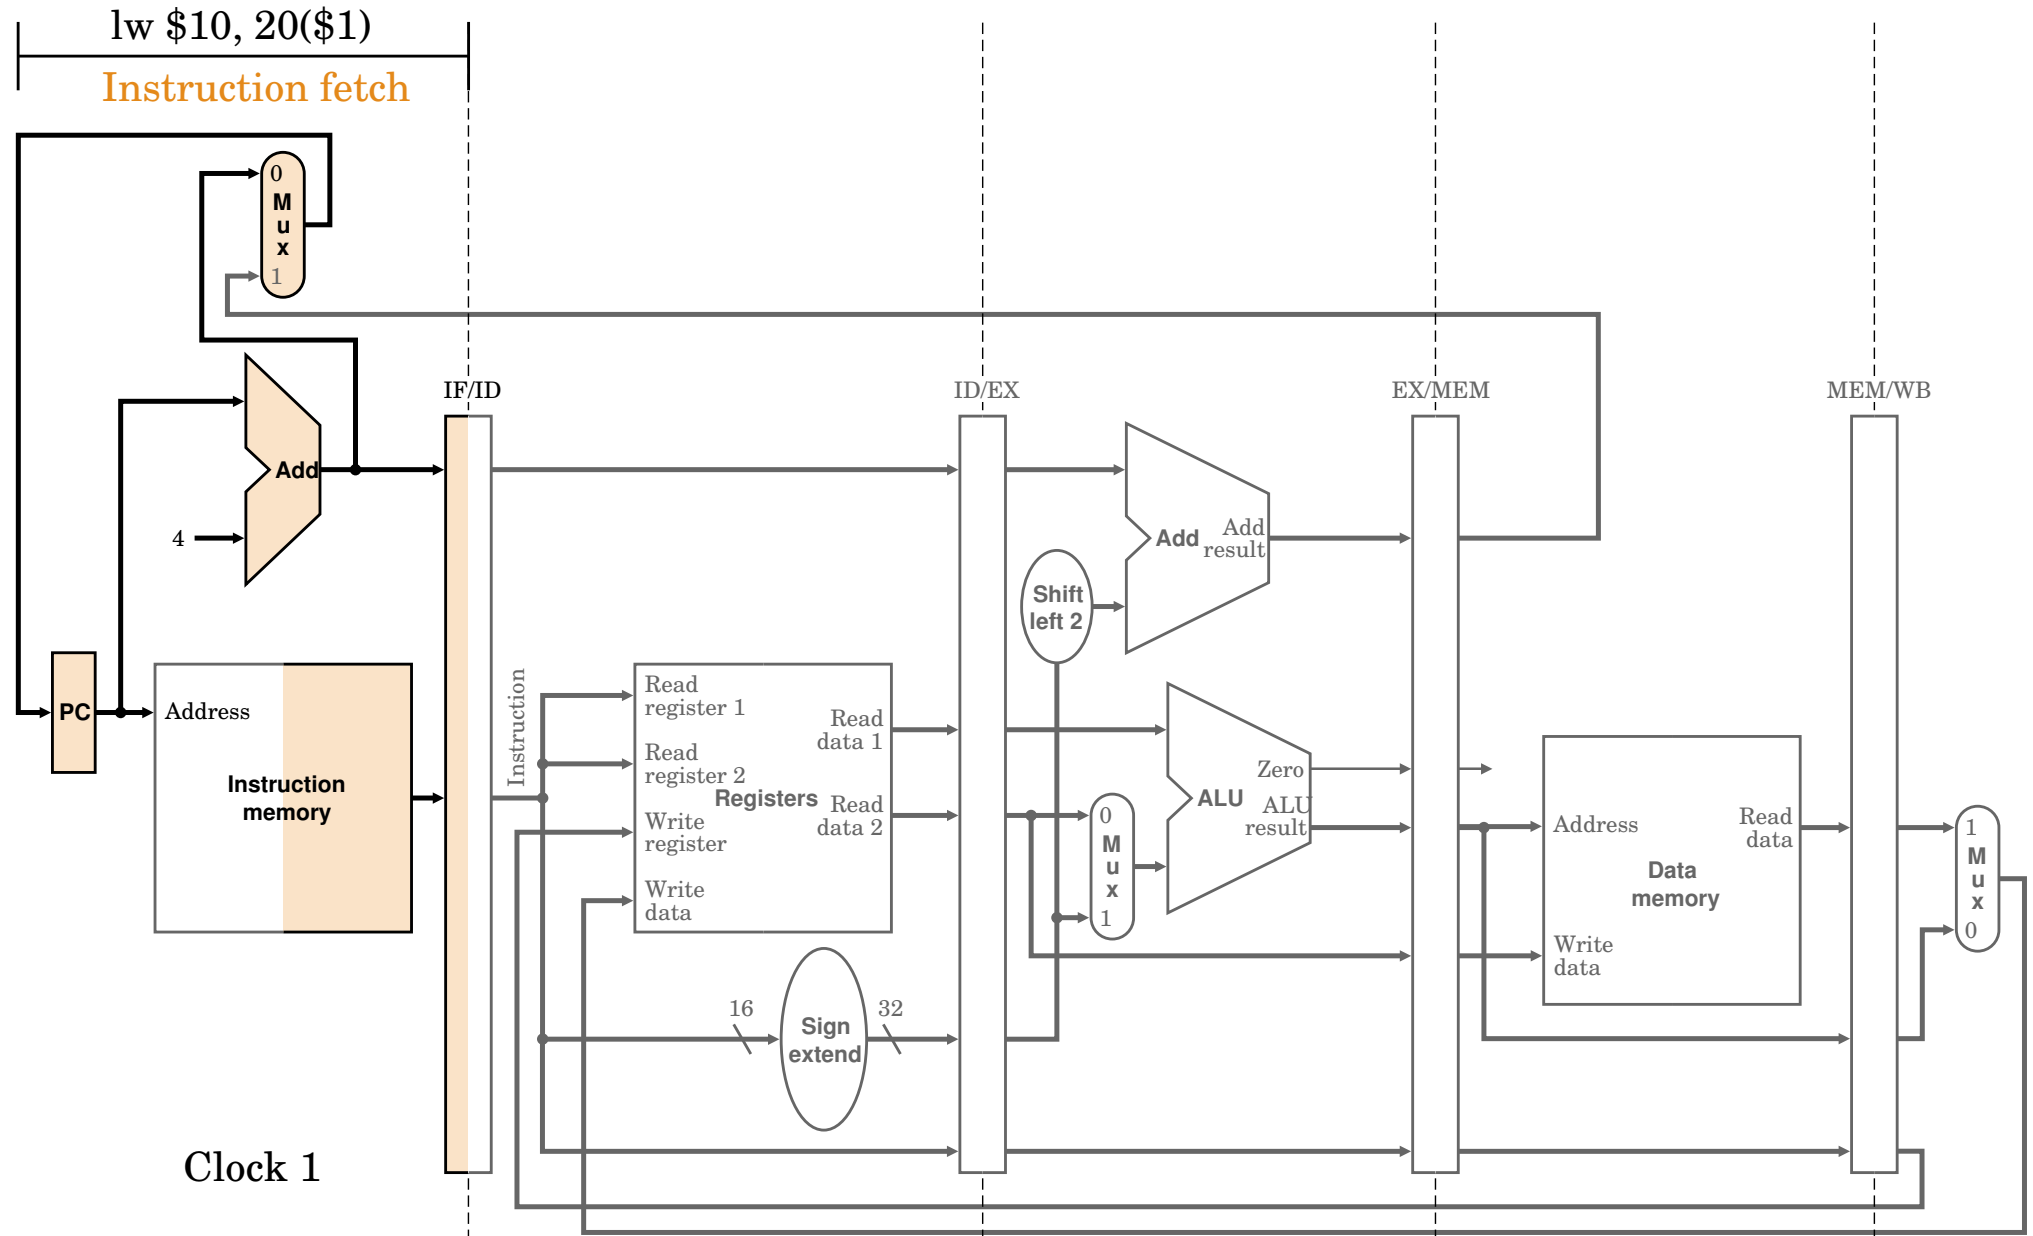 lw $10, 20($1)
Instruction fetch
0
M
u
x
1
IF/ID
ID/EX
EX/MEM
MEM/WB
Add
4
Add
Add
result
Shift
left 2
PC
Address
Instruction
memory
Instruction
Read
register 1
Read
register 2
Write
register
Write
data
Registers
Read
data 1
Read
data 2
16
Sign
extend
32
0
M
u
x
1
ALU
Zero
ALU
result
Address
Read
data
Data
memory
Write
data
1
M
u
x
0
Clock 1